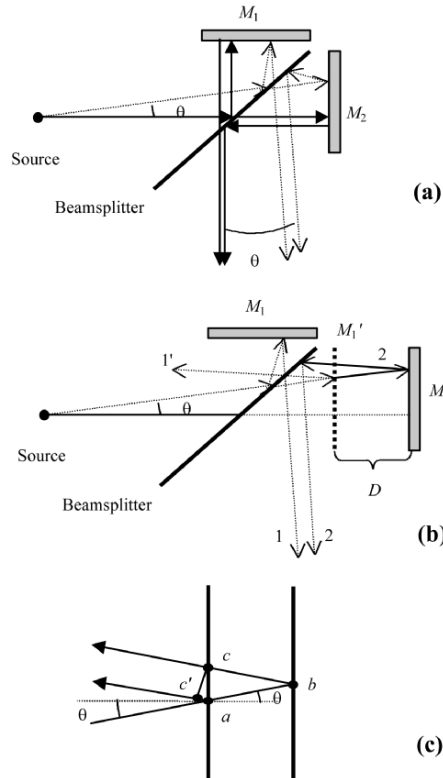 M₁
θ
M₂
Source
Beamsplitter
(a)
θ
M₁
M₁'
1'
2
θ
M
Source
D
Beamsplitter
1
2
(b)
c
c'
b
θ
θ
a
(c)